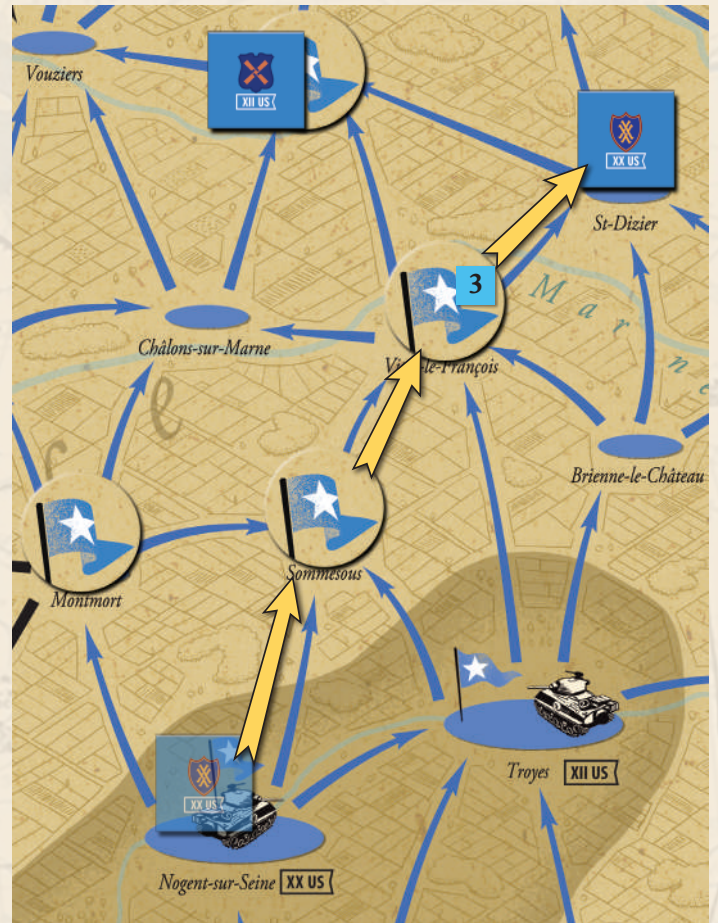 Vouziers
XII US
XX US
St-Dizier
3
Marne
Châlons-sur-Marne
le-François
Brienne-le-Château
Sommesous
Montmort
Troyes XII US
XX US
Nogent-sur-Seine XX US